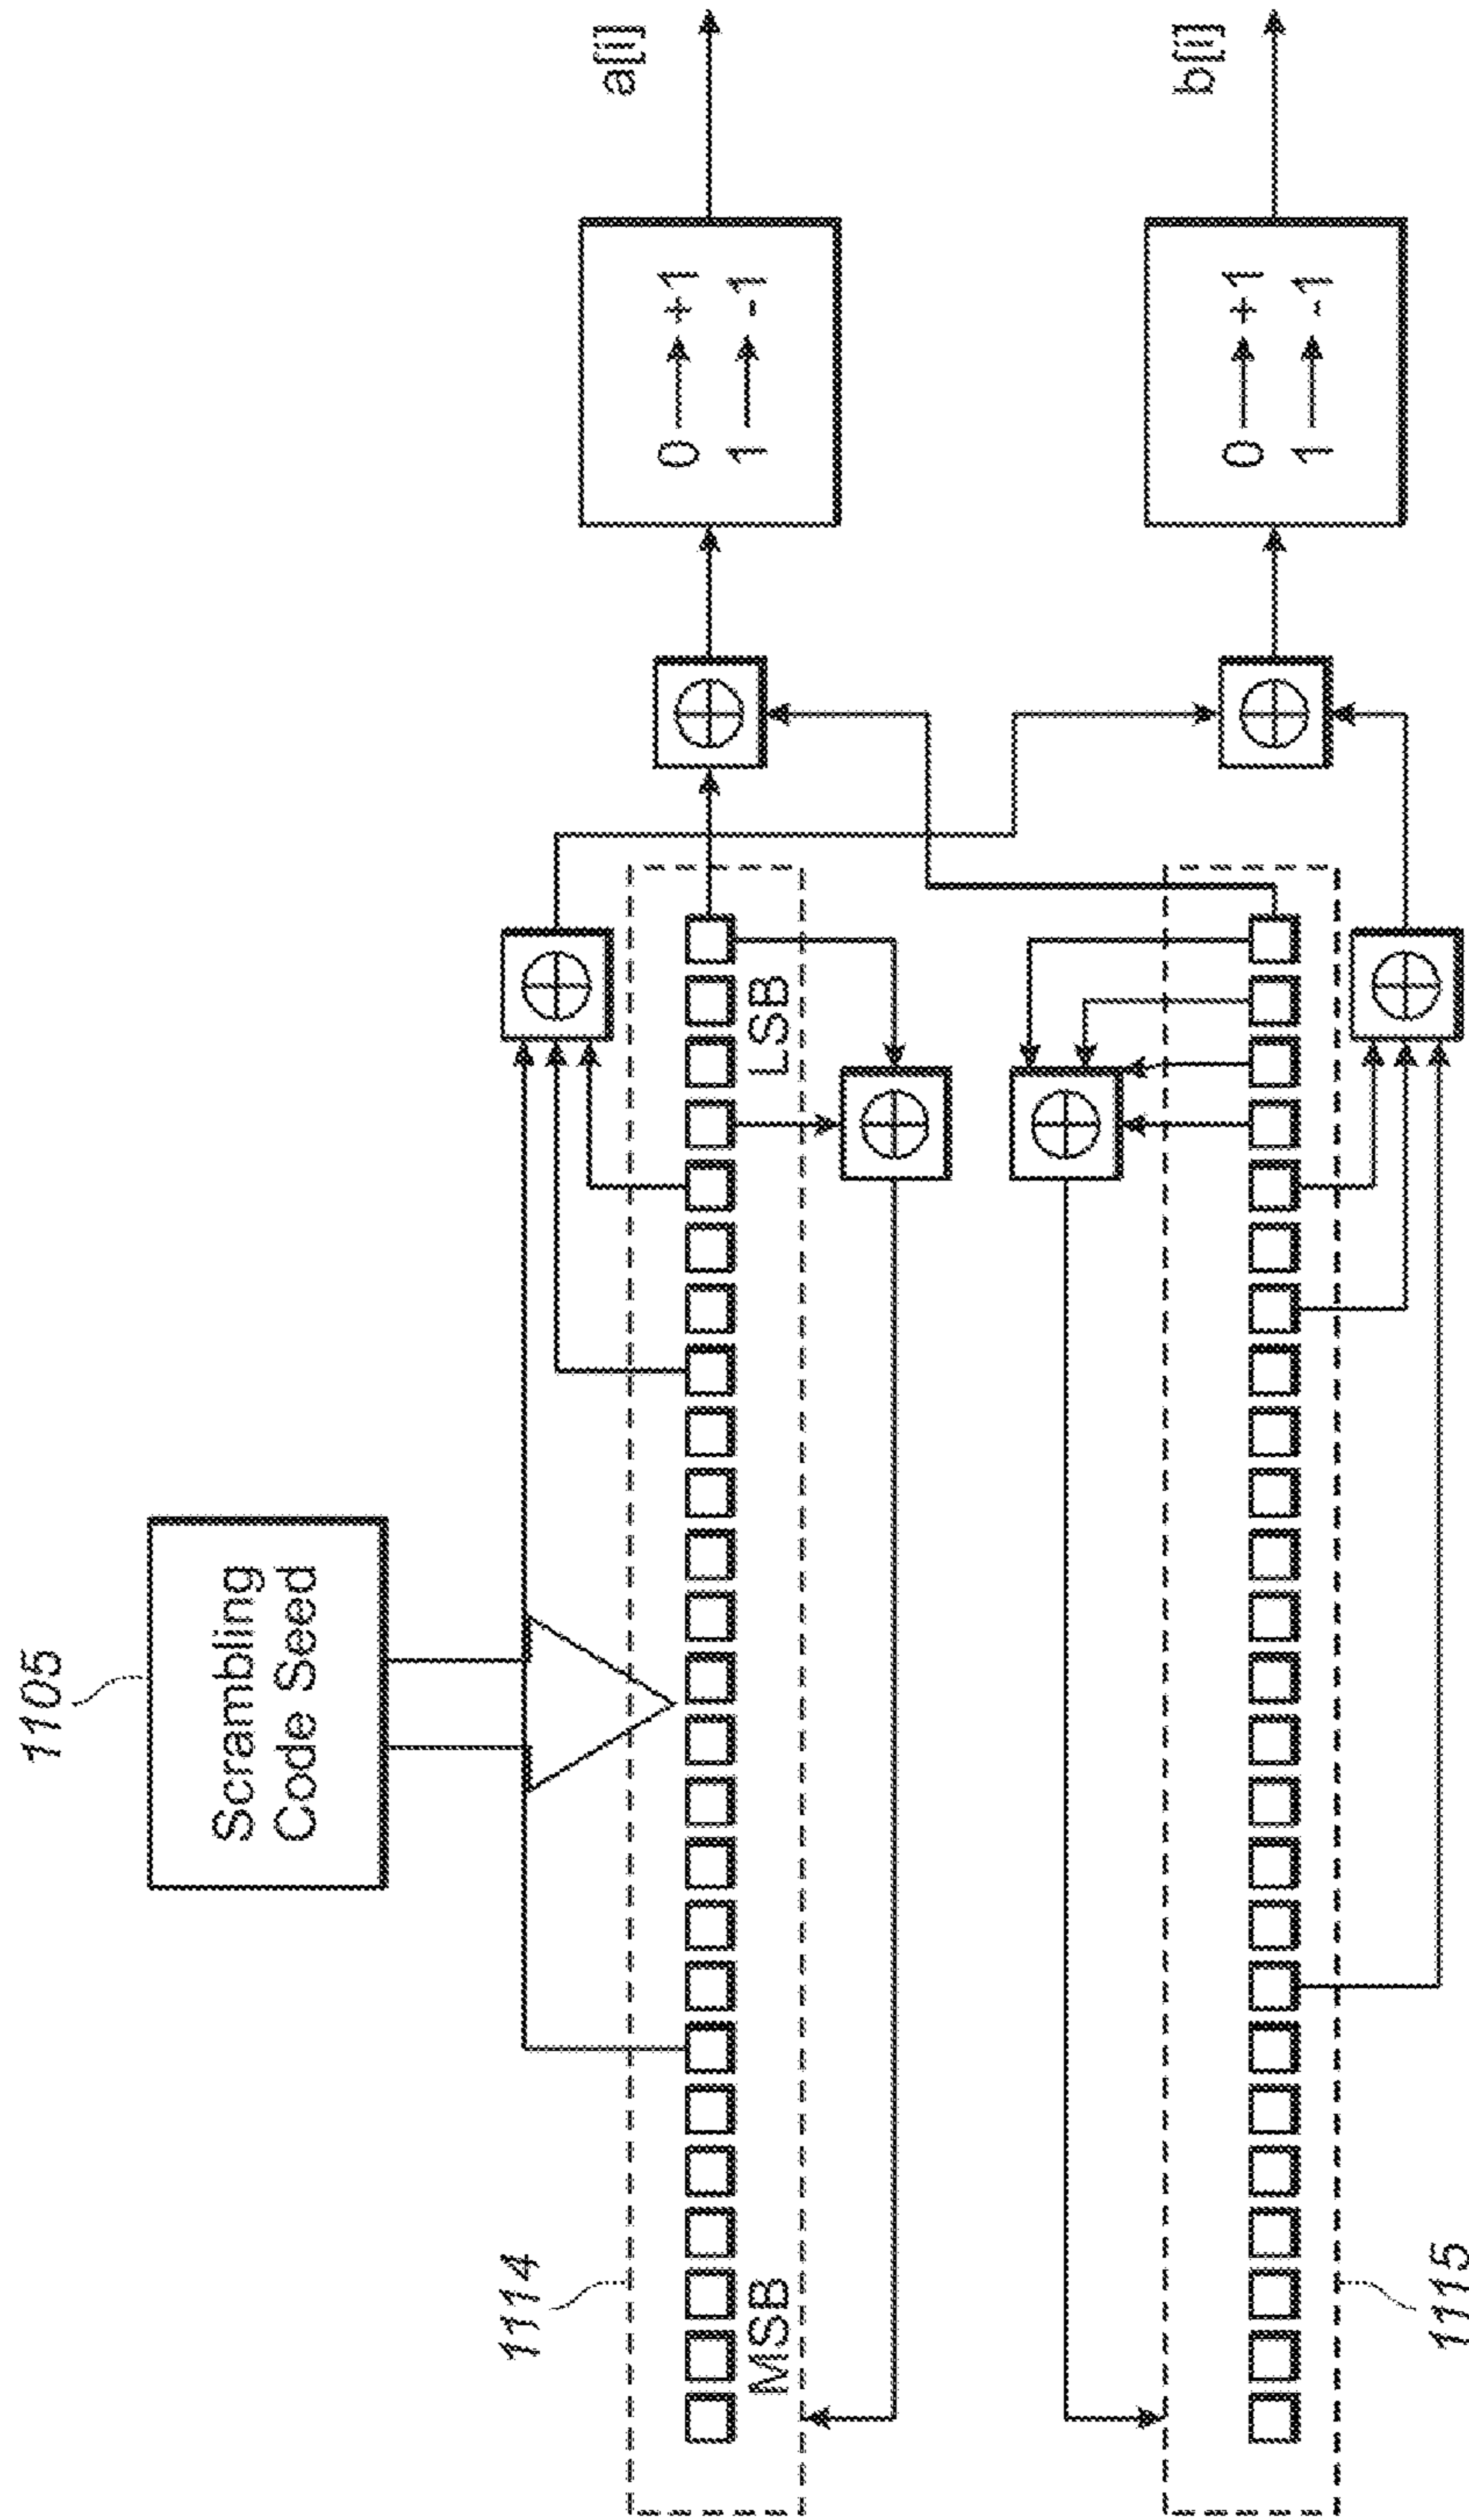 1105
Scrambling
Code Seed
1114
MSB
LSB
0 → +1
1 → -1
a[i]
1115
0 → +1
1 → -1
b[i]